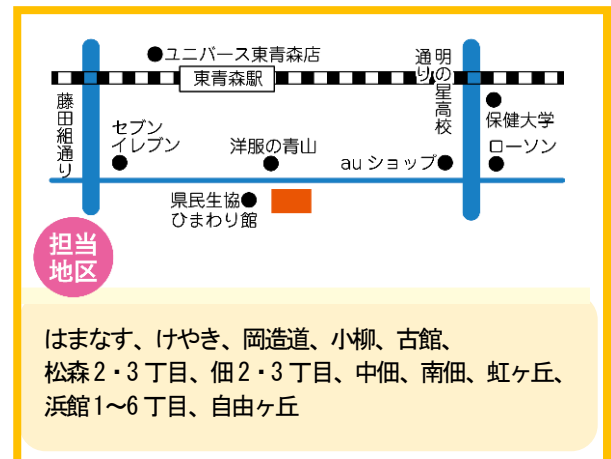 ●ユニバース東青森店
東青森駅
藤田組通り
明の星高校
通り
セブン
イレブン
洋服の青山
auショップ●
保健大学
ローソン
県民生協●
ひまわり館
担当
地区
はまなす、けやき、岡造道、小柳、古館、
松森2・3丁目、佃2・3丁目、中佃、南佃、虹ヶ丘、
浜館1〜6丁目、自由ヶ丘